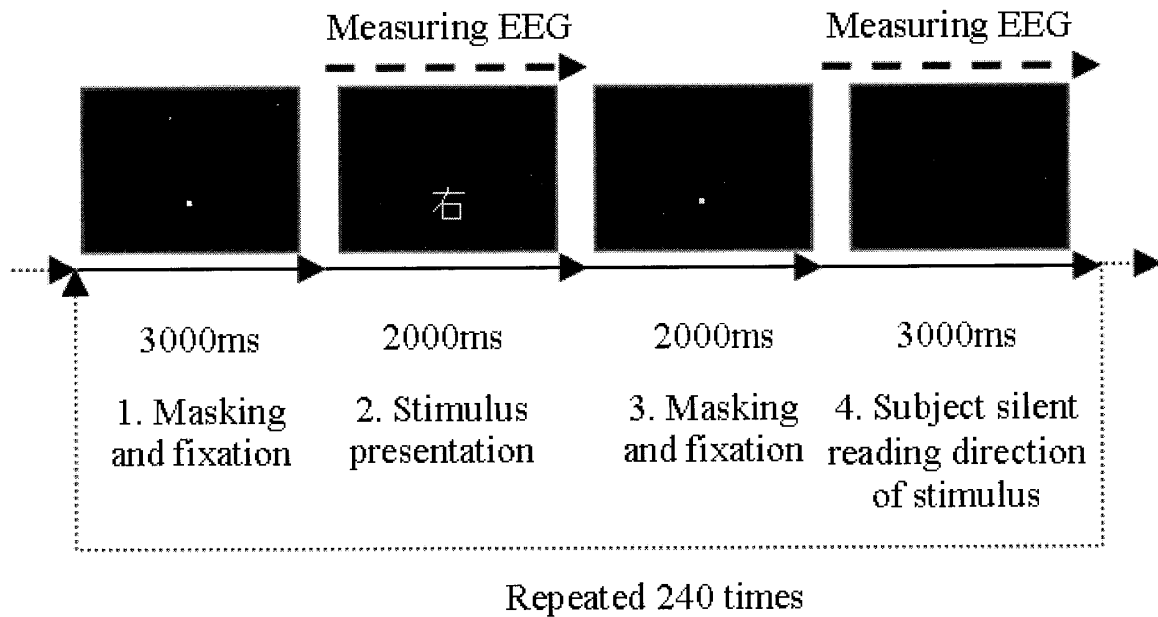 Measuring EEG
Measuring EEG
右
3000ms
2000ms
2000ms
3000ms
1. Masking
and fixation
2. Stimulus
presentation
3. Masking
and fixation
4. Subject silent
reading direction
of stimulus
Repeated 240 times